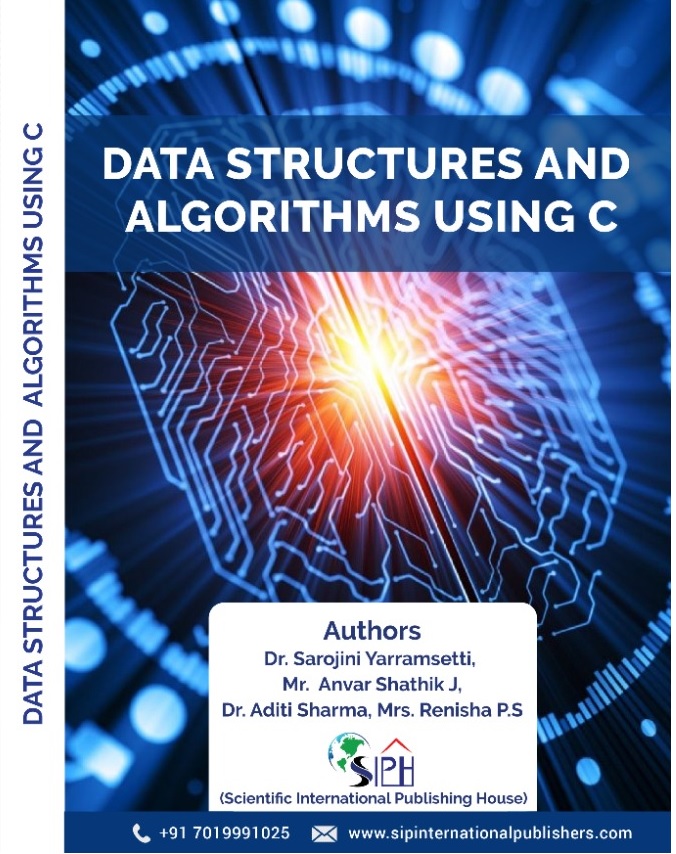 DATA STRUCTURES AND ALGORITHMS USING C
DATA STRUCTURES AND
ALGORITHMS USING C
Authors
Dr. Sarojini Yarramsetti,
Mr. Anvar Shathik J,
Dr. Aditi Sharma, Mrs. Renisha P.S
SIPH
(Scientific International Publishing House)
+91 7019991025 www.sipinternationalpublishers.com